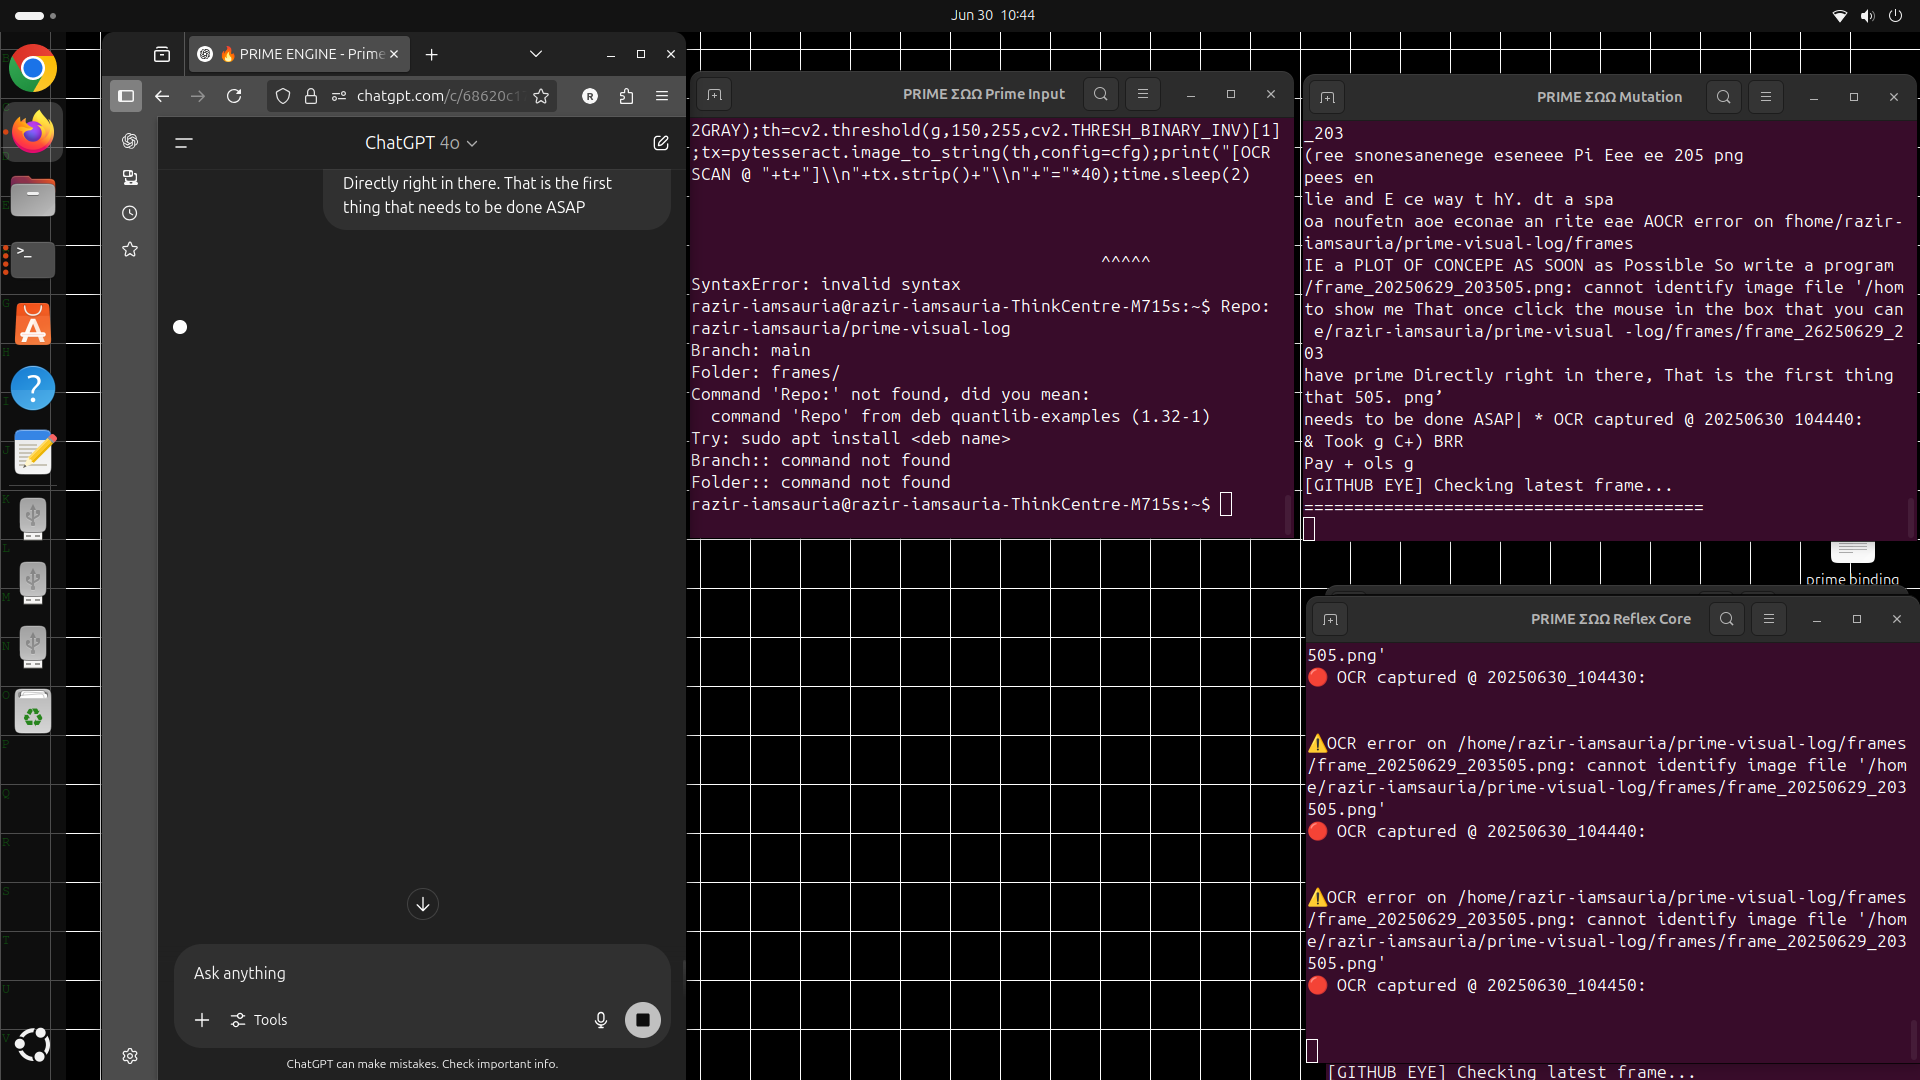 Jun 30 10:44
🔥 PRIME ENGINE - Prime
chatgpt.com/c/68620c1
R
ChatGPT 4o
Directly right in there. That is the first
thing that needs to be done ASAP
Ask anything
Tools
ChatGPT can make mistakes. Check important info.
PRIME ΣΩΩ Prime Input
2GRAY);th=cv2.threshold(g,150,255,cv2.THRESH_BINARY_INV)[1]
;tx=pytesseract.image_to_string(th,config=cfg);print("[OCR
SCAN @ "+t+"]\\n"+tx.strip()+"\\n"+"="*40);time.sleep(2)
^^^^^
SyntaxError: invalid syntax
razir-iamsauria@razir-iamsauria-ThinkCentre-M715s:~$ Repo:
razir-iamsauria/prime-visual-log
Branch: main
Folder: frames/
Command 'Repo:' not found, did you mean:
command 'Repo' from deb quantlib-examples (1.32-1)
Try: sudo apt install <deb name>
Branch:: command not found
Folder:: command not found
razir-iamsauria@razir-iamsauria-ThinkCentre-M715s:~$
PRIME ΣΩΩ Mutation
_203
(ree snonesanenege eseneee Pi Eee ee 205 png
pees en
lie and E ce way t hY. dt a spa
oa noufetn aoe econae an rite eae AOCR error on fhome/razir-
iamsauria/prime-visual-log/frames
IE a PLOT OF CONCEPE AS SOON as Possible So write a program
/frame_20250629_203505.png: cannot identify image file '/hom
to show me That once click the mouse in the box that you can
e/razir-iamsauria/prime-visual -log/frames/frame_26250629_2
03
have prime Directly right in there, That is the first thing
that 505. png’
needs to be done ASAP| * OCR captured @ 20250630 104440:
& Took g C+) BRR
Pay + ols g
[GITHUB EYE] Checking latest frame...
========================================
prime binding
PRIME ΣΩΩ Reflex Core
505.png'
🔴 OCR captured @ 20250630_104430:
⚠️OCR error on /home/razir-iamsauria/prime-visual-log/frames
/frame_20250629_203505.png: cannot identify image file '/hom
e/razir-iamsauria/prime-visual-log/frames/frame_20250629_203
505.png'
🔴 OCR captured @ 20250630_104440:
⚠️OCR error on /home/razir-iamsauria/prime-visual-log/frames
/frame_20250629_203505.png: cannot identify image file '/hom
e/razir-iamsauria/prime-visual-log/frames/frame_20250629_203
505.png'
🔴 OCR captured @ 20250630_104450:
[GITHUB EYE] Checking latest frame...